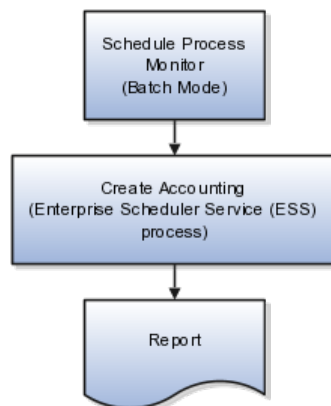 Schedule Process
Monitor
(Batch Mode)
Create Accounting
(Enterprise Scheduler Service (ESS)
process)
Report